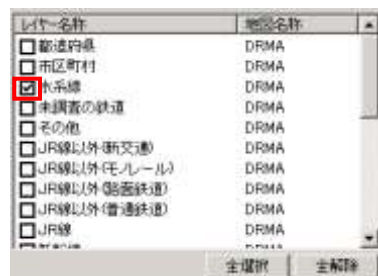 レイヤー名称 地図名称
都道府県 DRMA
市区町村 DRMA
水系線 DRMA
未調査の鉄道 DRMA
その他 DRMA
JR線以外(新交通) DRMA
JR線以外(モノレール) DRMA
JR線以外(路面鉄道) DRMA
JR線以外(普通鉄道) DRMA
JR線 DRMA
全選択 全解除